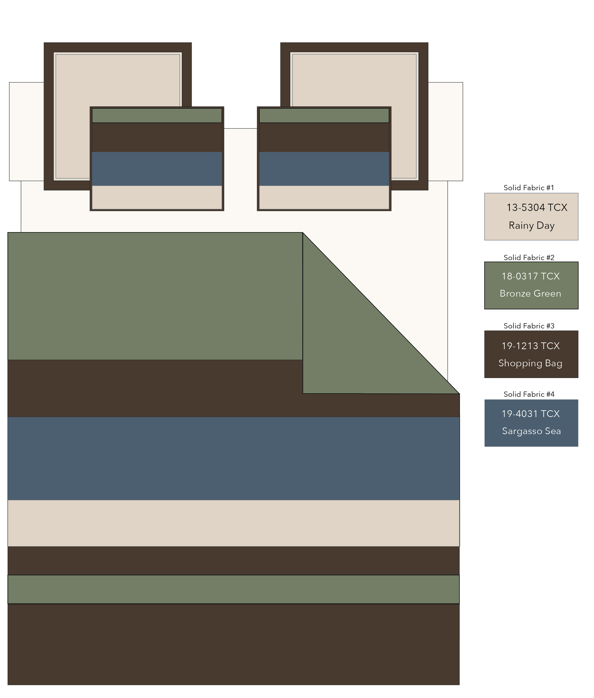 Solid Fabric #1
13-5304 TCX
Rainy Day
Solid Fabric #2
18-0317 TCX
Bronze Green
Solid Fabric #3
19-1213 TCX
Shopping Bag
Solid Fabric #4
19-4031 TCX
Sargasso Sea